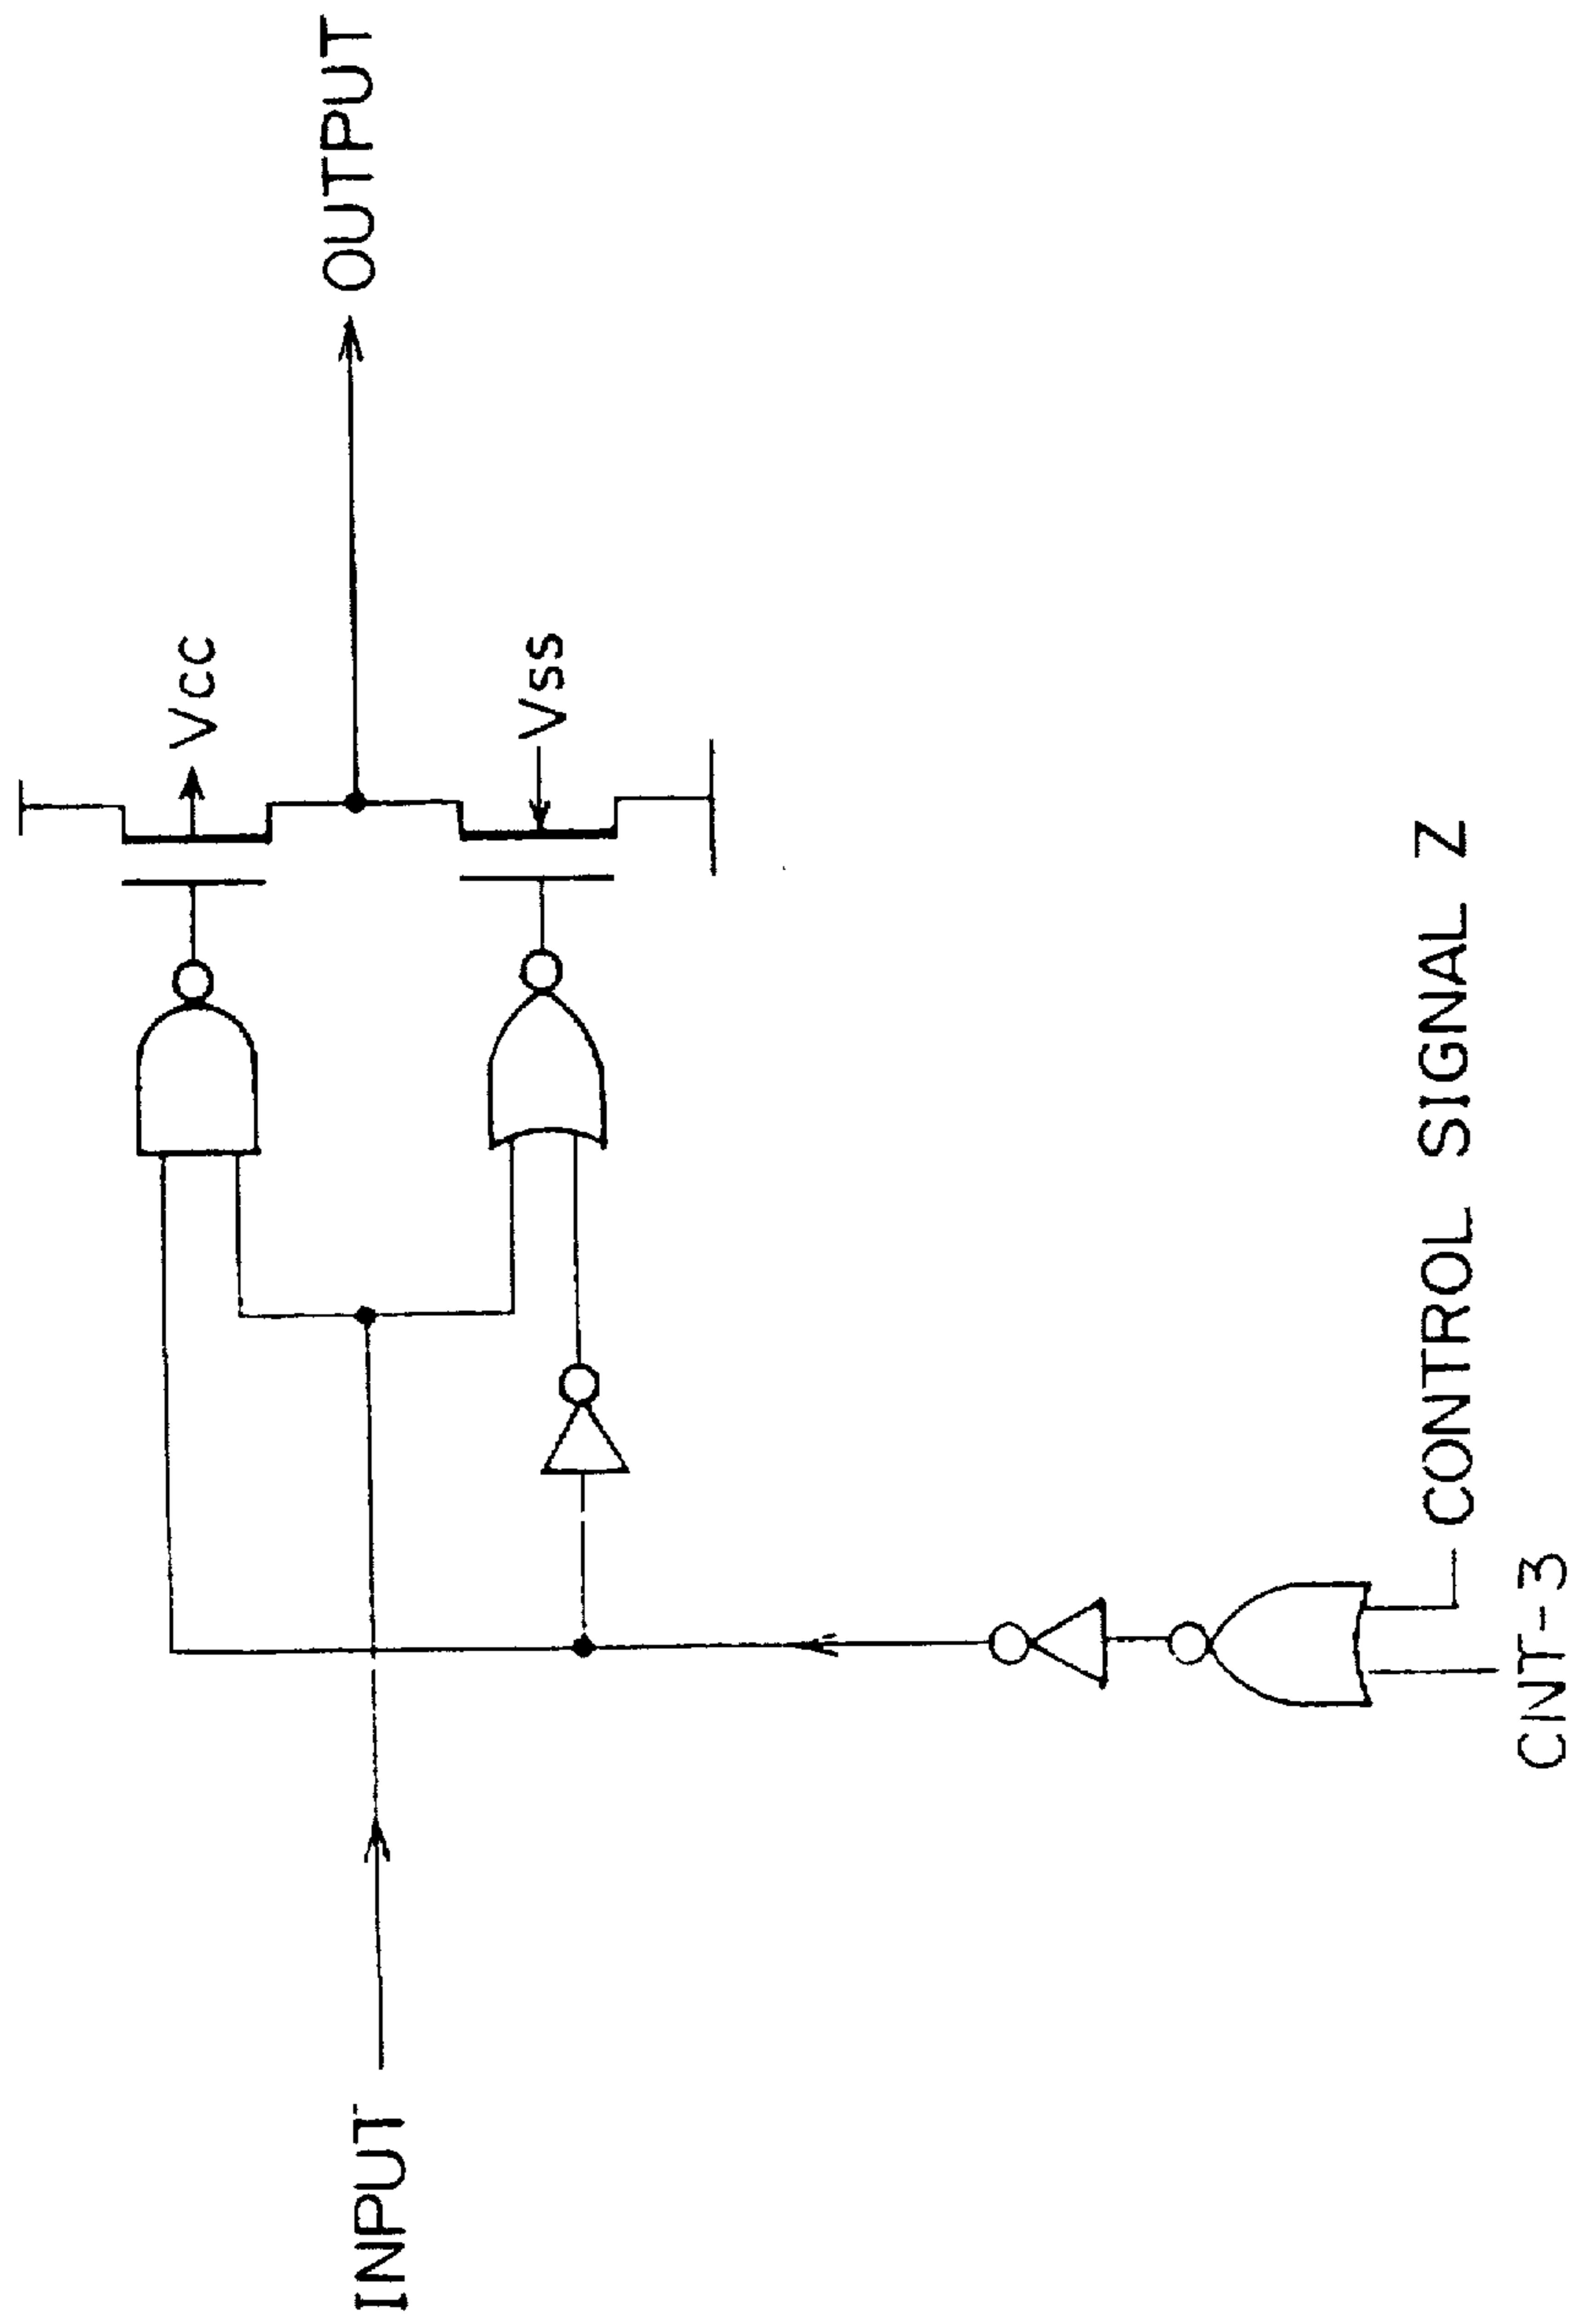 INPUT
OUTPUT
Vcc
Vss
CONTROL SIGNAL Z
CNT-3